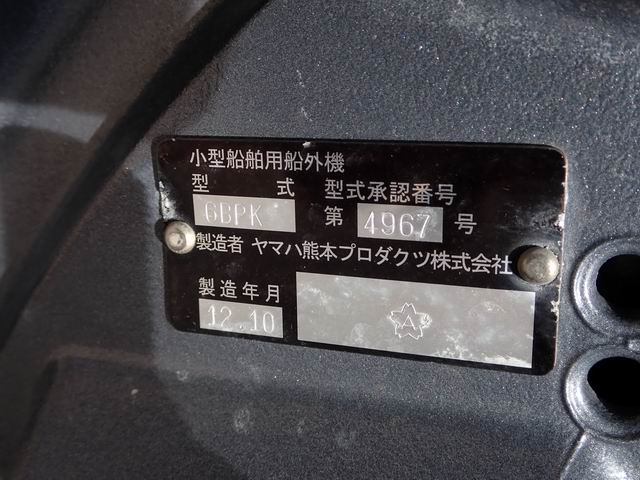 小型船舶用船外機
型式 型式承認番号
6BPK 第 4967 号
製造者 ヤマハ熊本プロダクツ株式会社
製造年月
12.10
A